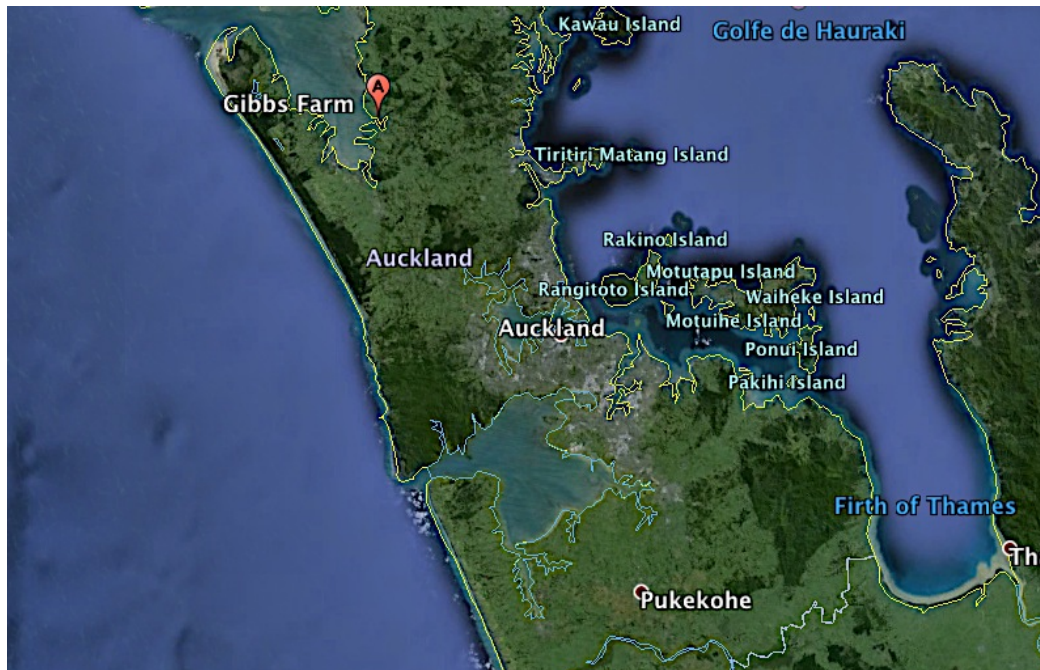 Kawau Island
Golfe de Hauraki
A
Gibbs Farm
Tiritiri Matang Island
Rakino Island
Auckland
Motutapu Island
Rangitoto Island
Waiheke Island
Motuihe Island
Auckland
Ponui Island
Pakihi Island
Firth of Thames
Th
Pukekohe